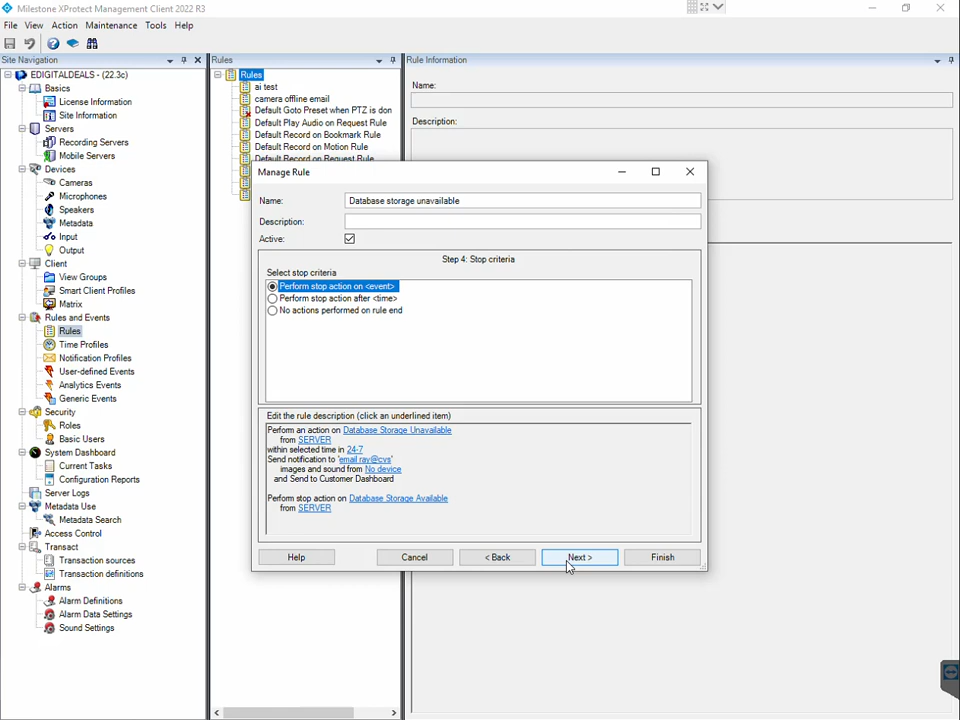 Milestone XProtect Management Client 2022 R3
File View Action Maintenance Tools Help
Site Navigation
EDIGITALDEALS - (22.3c)
Basics
License Information
Site Information
Servers
Recording Servers
Mobile Servers
Devices
Cameras
Microphones
Speakers
Metadata
Input
Output
Client
View Groups
Smart Client Profiles
Matrix
Rules and Events
Rules
Time Profiles
Notification Profiles
User-defined Events
Analytics Events
Generic Events
Security
Roles
Basic Users
System Dashboard
Current Tasks
Configuration Reports
Server Logs
Metadata Use
Metadata Search
Access Control
Transact
Transaction sources
Transaction definitions
Alarms
Alarm Definitions
Alarm Data Settings
Sound Settings
Rules
Rules
ai test
camera offline email
Default Goto Preset when PTZ is don
Default Play Audio on Request Rule
Default Record on Bookmark Rule
Default Record on Motion Rule
Default Record on Request Rule
Rule Information
Name:
Description:
Manage Rule
Name: Database storage unavailable
Description:
Active:
Step 4: Stop criteria
Select stop criteria
Perform stop action on <event>
Perform stop action after <time>
No actions performed on rule end
Edit the rule description (click an underlined item)
Perform an action on Database Storage Unavailable
from SERVER
within selected time in 24-7
Send notification to 'email ray@cvs'
images and sound from No device
and Send to Customer Dashboard
Perform stop action on Database Storage Available
from SERVER
Help Cancel < Back Next > Finish